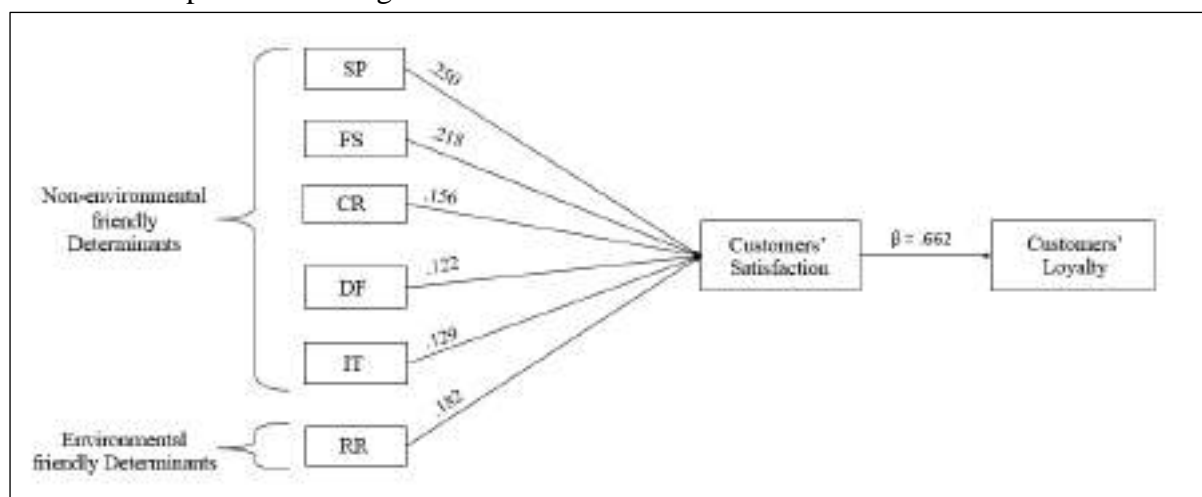 SP
.250
FS
.218
CR
.156
DF
.122
IT
.129
RR
.182
Non-environmental
friendly
Determinants
Environmental
friendly Determinants
Customers'
Satisfaction
β = .662
Customers'
Loyalty